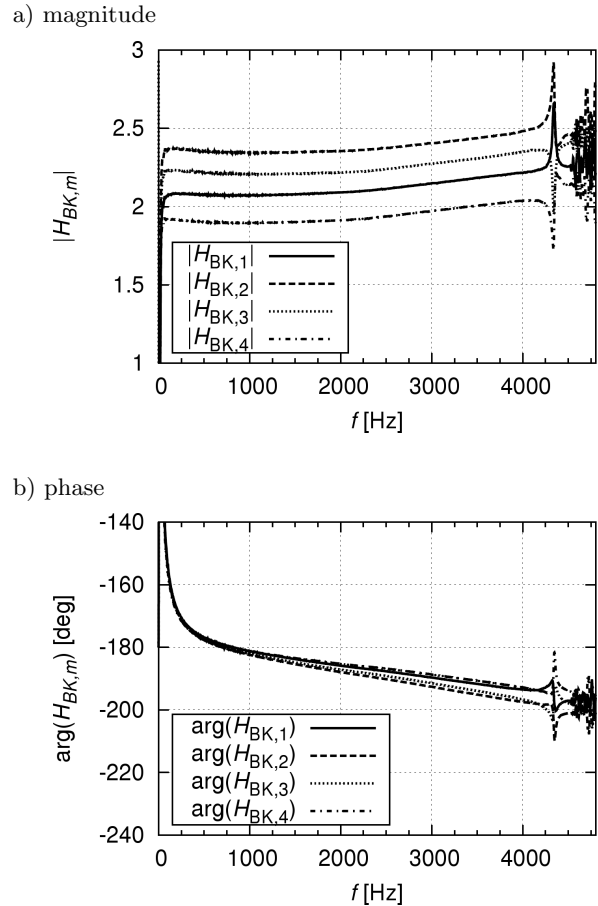 a) magnitude
3
2.5
2
1.5
1
|H_BK,m|
|H_BK,1|
|H_BK,2|
|H_BK,3|
|H_BK,4|
0 1000 2000 3000 4000
f [Hz]
b) phase
-140
-160
-180
-200
-220
-240
arg(H_BK,m) [deg]
arg(H_BK,1)
arg(H_BK,2)
arg(H_BK,3)
arg(H_BK,4)
0 1000 2000 3000 4000
f [Hz]